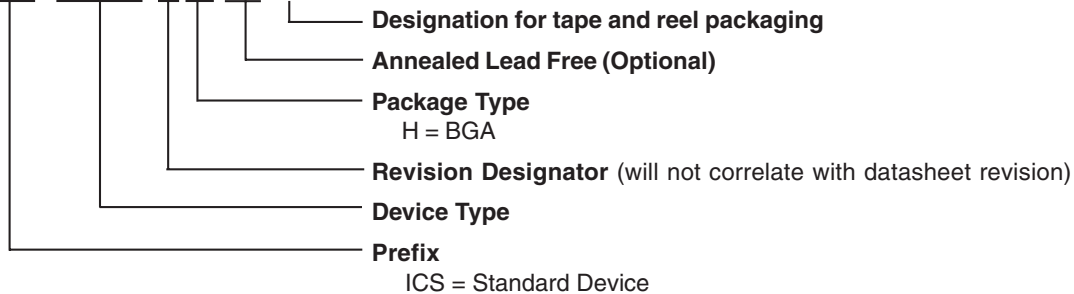 Designation for tape and reel packaging
Annealed Lead Free (Optional)
Package Type
H = BGA
Revision Designator (will not correlate with datasheet revision)
Device Type
Prefix
ICS = Standard Device